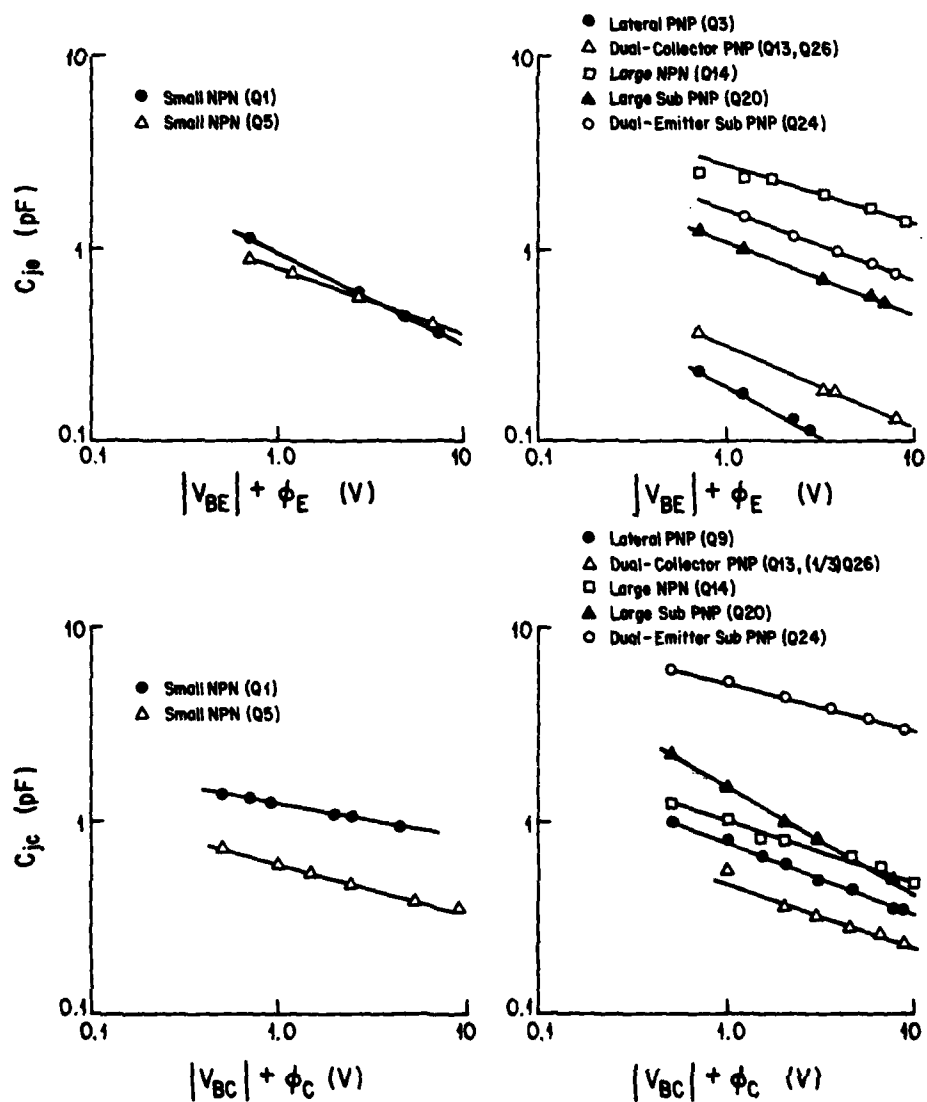 10
1
0.1
0.1
1.0
10
C_je (pF)
● Small NPN (Q1)
△ Small NPN (Q5)
|V_BE| + ϕ_E (V)
● Lateral PNP (Q3)
△ Dual-Collector PNP (Q13,Q26)
□ Large NPN (Q14)
▲ Large Sub PNP (Q20)
○ Dual-Emitter Sub PNP (Q24)
10
1
0.1
0.1
1.0
10
|V_BE| + ϕ_E (V)
10
1
0.1
0.1
1.0
10
C_jc (pF)
● Small NPN (Q1)
△ Small NPN (Q5)
|V_BC| + ϕ_C (V)
● Lateral PNP (Q9)
△ Dual-Collector PNP (Q13, (1/3)Q26)
□ Large NPN (Q14)
▲ Large Sub PNP (Q20)
○ Dual-Emitter Sub PNP (Q24)
10
1
0.1
0.1
1.0
10
|V_BC| + ϕ_C (V)